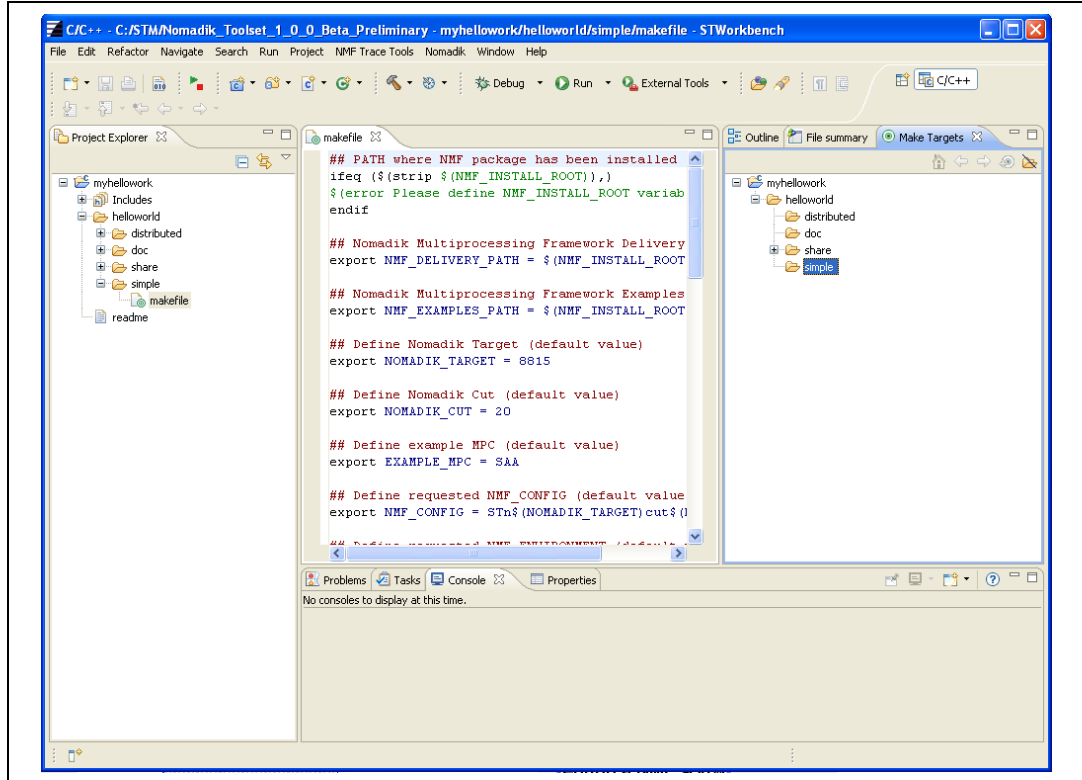 C/C++ - C:/STM/Nomadik_Toolset_1_0_0_Beta_Preliminary - myhellowork/helloworld/simple/makefile - STWorkbench
File Edit Refactor Navigate Search Run Project NMF Trace Tools Nomadik Window Help
Debug Run External Tools C/C++
Project Explorer
myhellowork
Includes
helloworld
distributed
doc
share
simple
makefile
readme
makefile
## PATH where NMF package has been installed
ifeq ($(strip $(NMF_INSTALL_ROOT)),)
$(error Please define NMF_INSTALL_ROOT variab
endif
## Nomadik Multiprocessing Framework Delivery
export NMF_DELIVERY_PATH = $(NMF_INSTALL_ROOT
## Nomadik Multiprocessing Framework Examples
export NMF_EXAMPLES_PATH = $(NMF_INSTALL_ROOT
## Define Nomadik Target (default value)
export NOMADIK_TARGET = 8815
## Define Nomadik Cut (default value)
export NOMADIK_CUT = 20
## Define example MPC (default value)
export EXAMPLE_MPC = SAA
## Define requested NMF_CONFIG (default value
export NMF_CONFIG = STn$(NOMADIK_TARGET)cut$(
Outline File summary Make Targets
myhellowork
helloworld
distributed
doc
share
simple
Problems Tasks Console Properties
No consoles to display at this time.